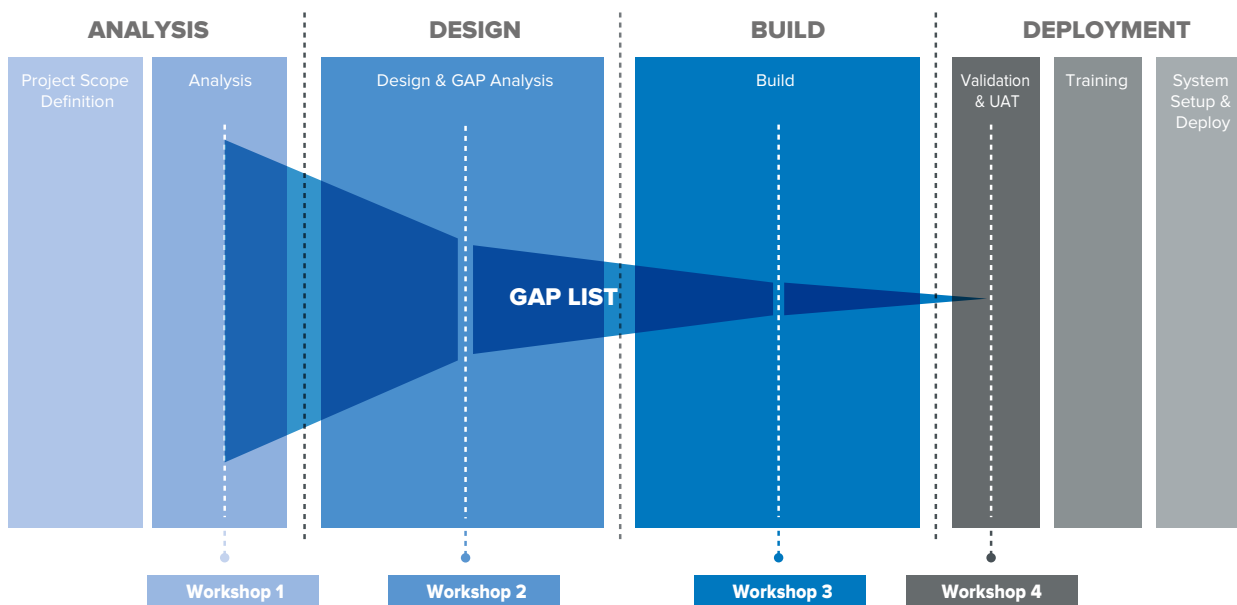 ANALYSIS
DESIGN
BUILD
DEPLOYMENT
Project Scope
Definition
Analysis
Design & GAP Analysis
Build
Validation
& UAT
Training
System
Setup &
Deploy
GAP LIST
Workshop 1
Workshop 2
Workshop 3
Workshop 4